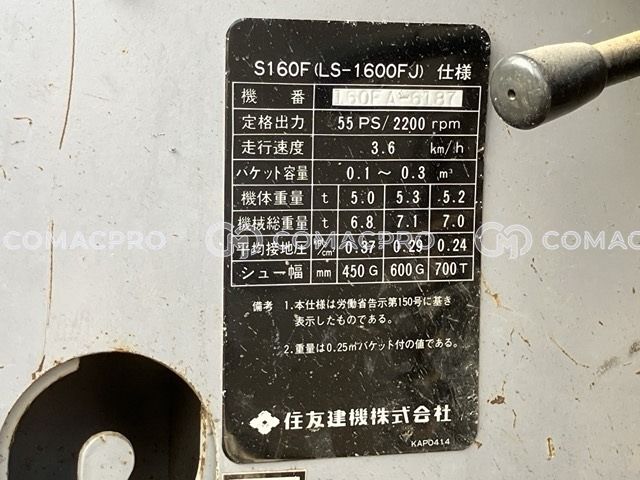 S160F(LS-1600FJ) 仕様
機番 160FA-6187
定格出力 55 PS/2200 rpm
走行速度 3.6 km/h
バケット容量 0.1～0.3 m³
機体重量 t 5.0 5.3 5.2
機械総重量 t 6.8 7.1 7.0
平均接地圧 kg/cm² 0.37 0.29 0.24
シュー幅 mm 450G 600G 700T
備考 1.本仕様は労働省告示第150号に基き
表示したものである。
2.重量は0.25m³バケット付の値である。
住友建機株式会社
KAP0414
COMACPRO COMACPRO COMAC